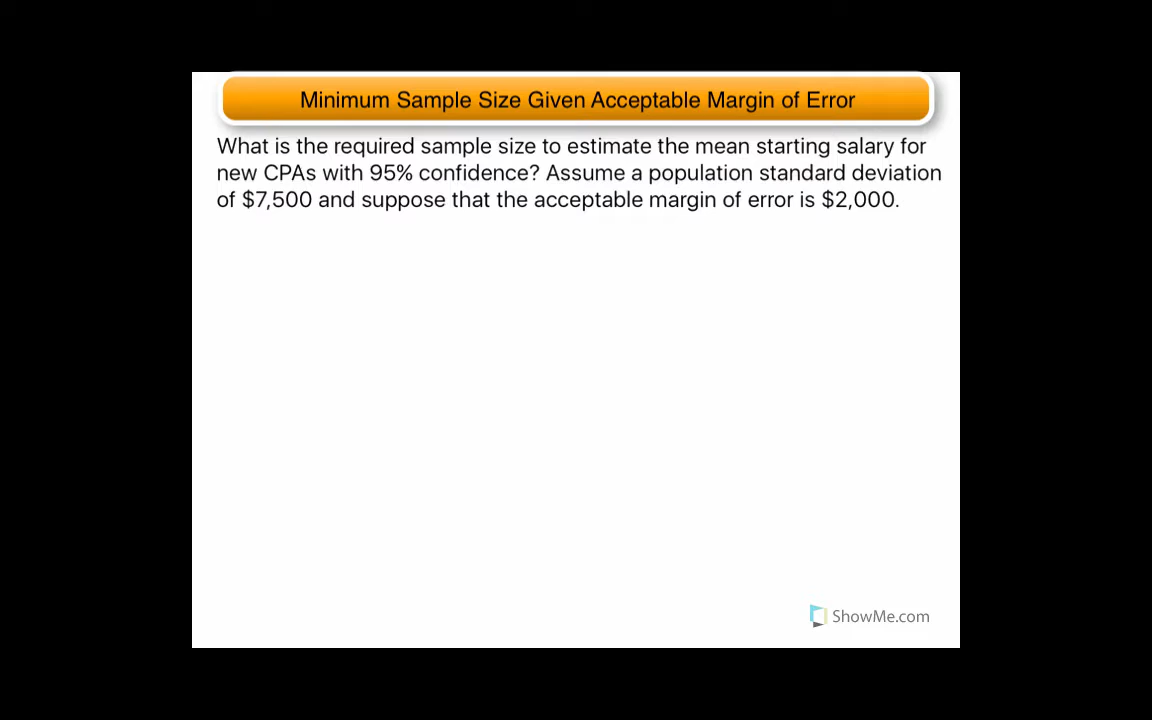 Minimum Sample Size Given Acceptable Margin of Error
What is the required sample size to estimate the mean starting salary for
new CPAs with 95% confidence? Assume a population standard deviation
of $7,500 and suppose that the acceptable margin of error is $2,000.
ShowMe.com